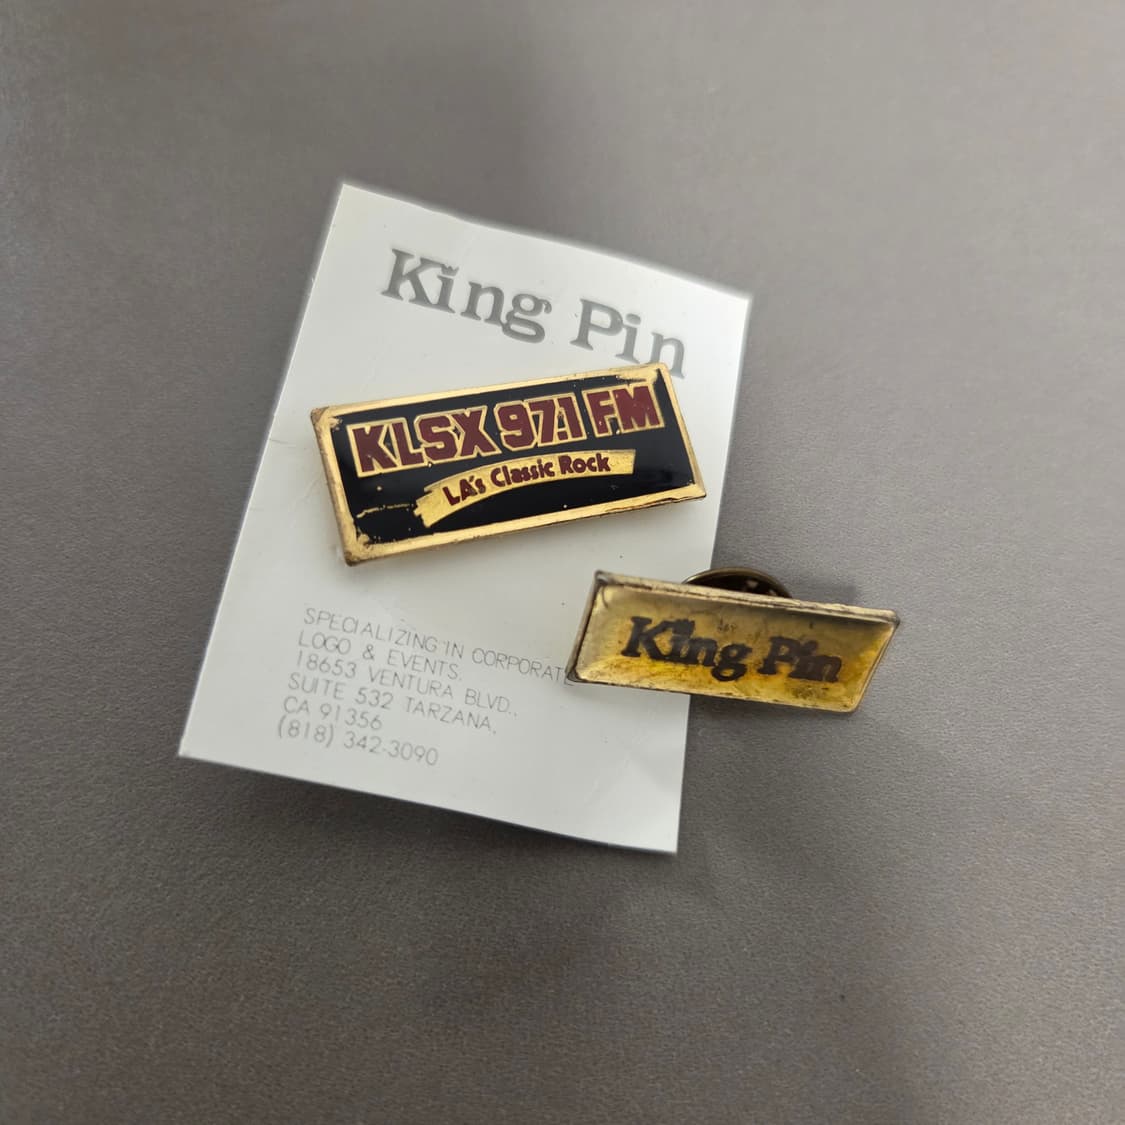 King Pin
KLSX 97.1 FM
LA's Classic Rock
King Pin
SPECIALIZING IN CORPORATE
LOGO & EVENTS.
18653 VENTURA BLVD.,
SUITE 532 TARZANA,
CA 91356
(818) 342-3090